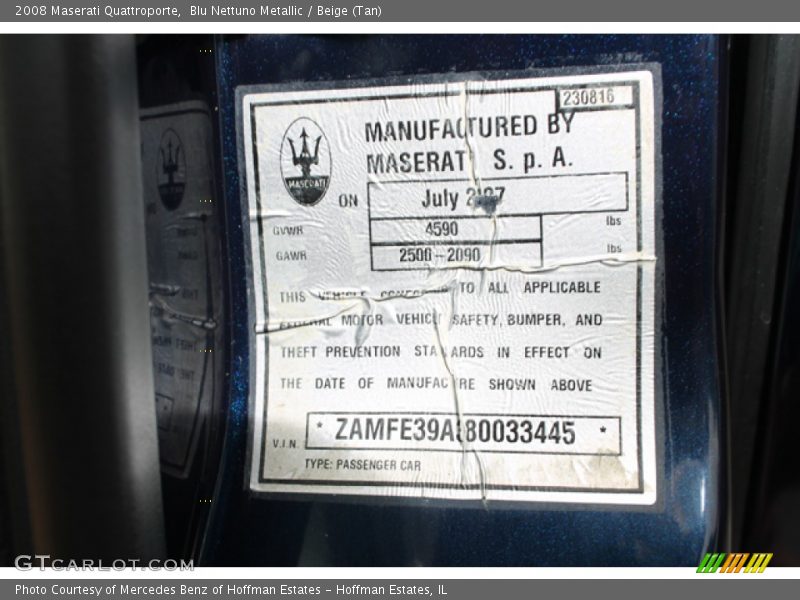 2008 Maserati Quattroporte, Blu Nettuno Metallic / Beige (Tan)
230816
MANUFACTURED BY
MASERATI S. p. A.
MASERATI
ON July
GVWR 4590 lbs
GAWR 2500-2090 lbs
THIS VEHICLE CONFORMS TO ALL APPLICABLE
FEDERAL MOTOR VEHICLE SAFETY, BUMPER, AND
THEFT PREVENTION STANDARDS IN EFFECT ON
THE DATE OF MANUFACTURE SHOWN ABOVE
V.I.N. * ZAMFE39A880033445 *
TYPE: PASSENGER CAR
GTCARLOT.COM
Photo Courtesy of Mercedes Benz of Hoffman Estates - Hoffman Estates, IL